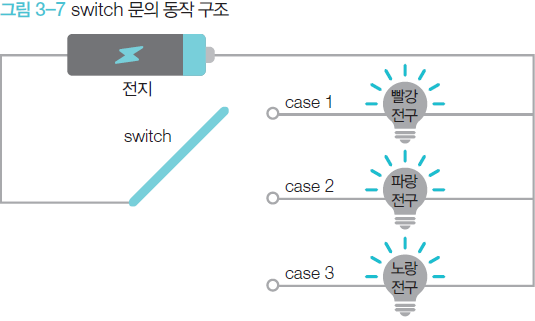 그림 3-7 switch 문의 동작 구조
전지
switch
case 1
빨강
전구
case 2
파랑
전구
case 3
노랑
전구